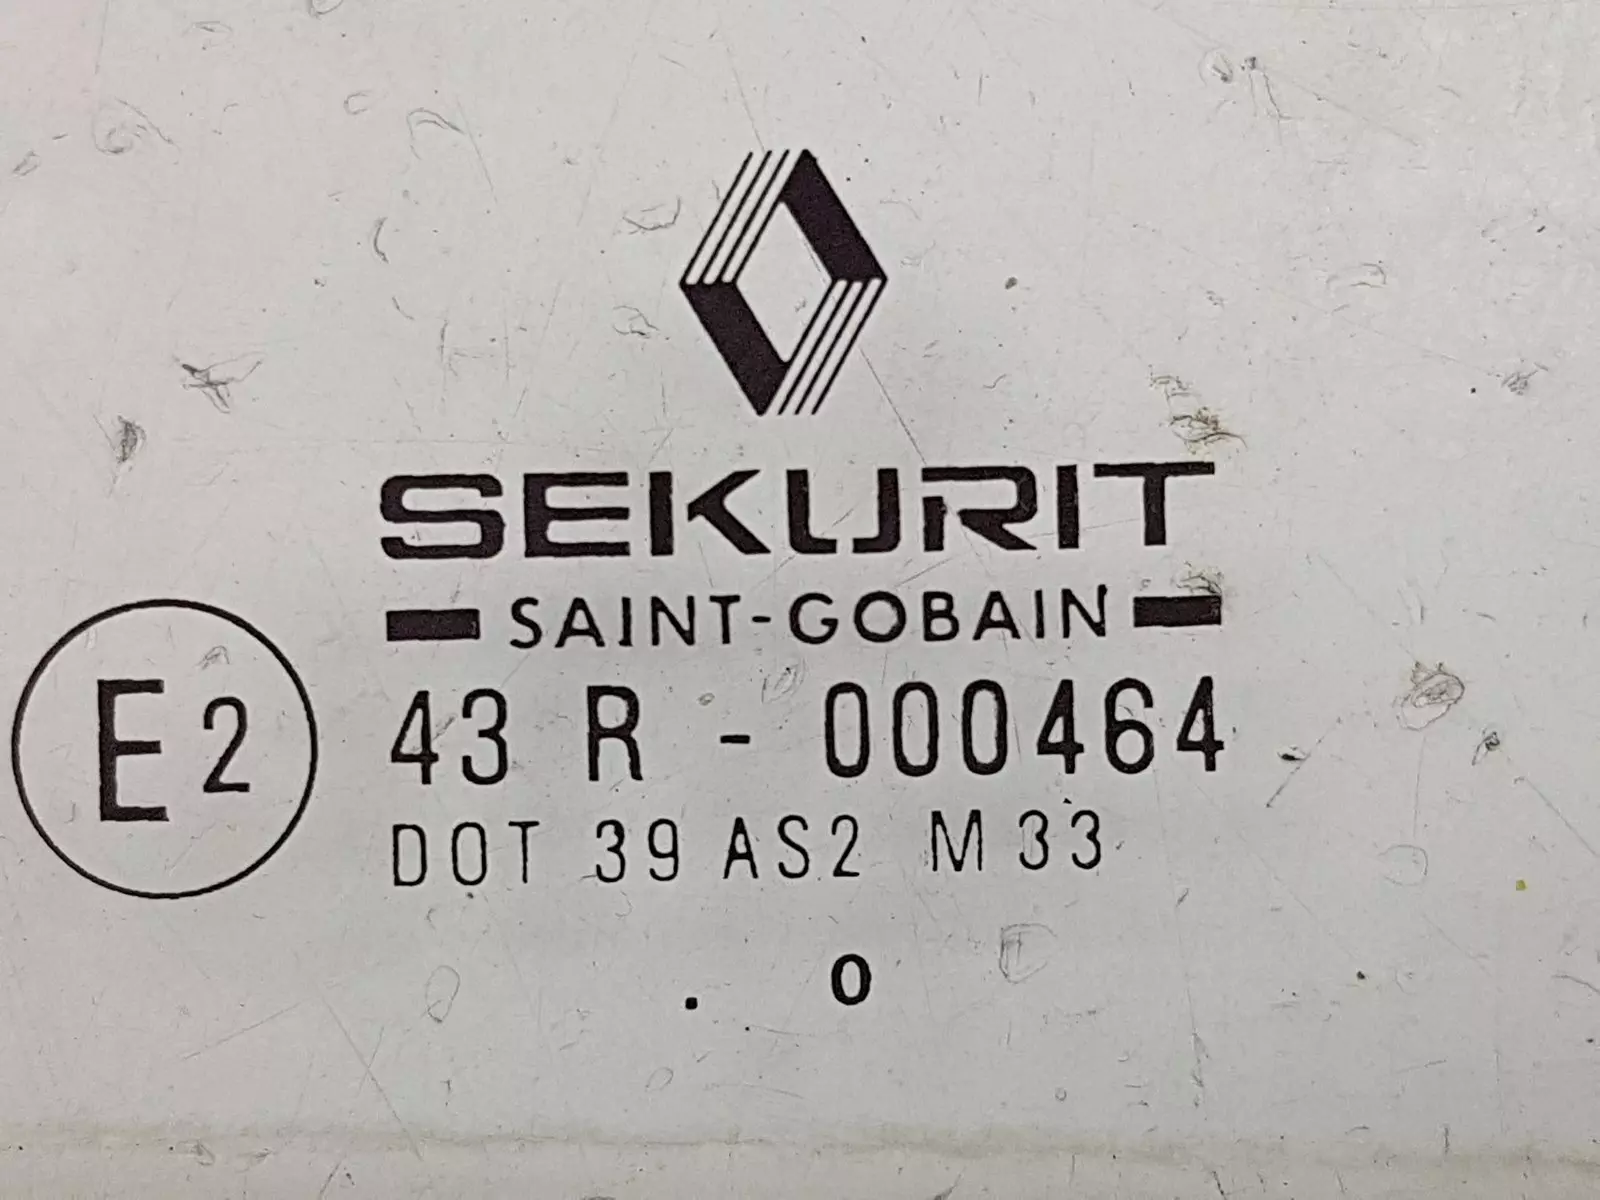 SEKURIT
SAINT-GOBAIN
E2
43 R - 000464
DOT 39 AS2 M33
. 0